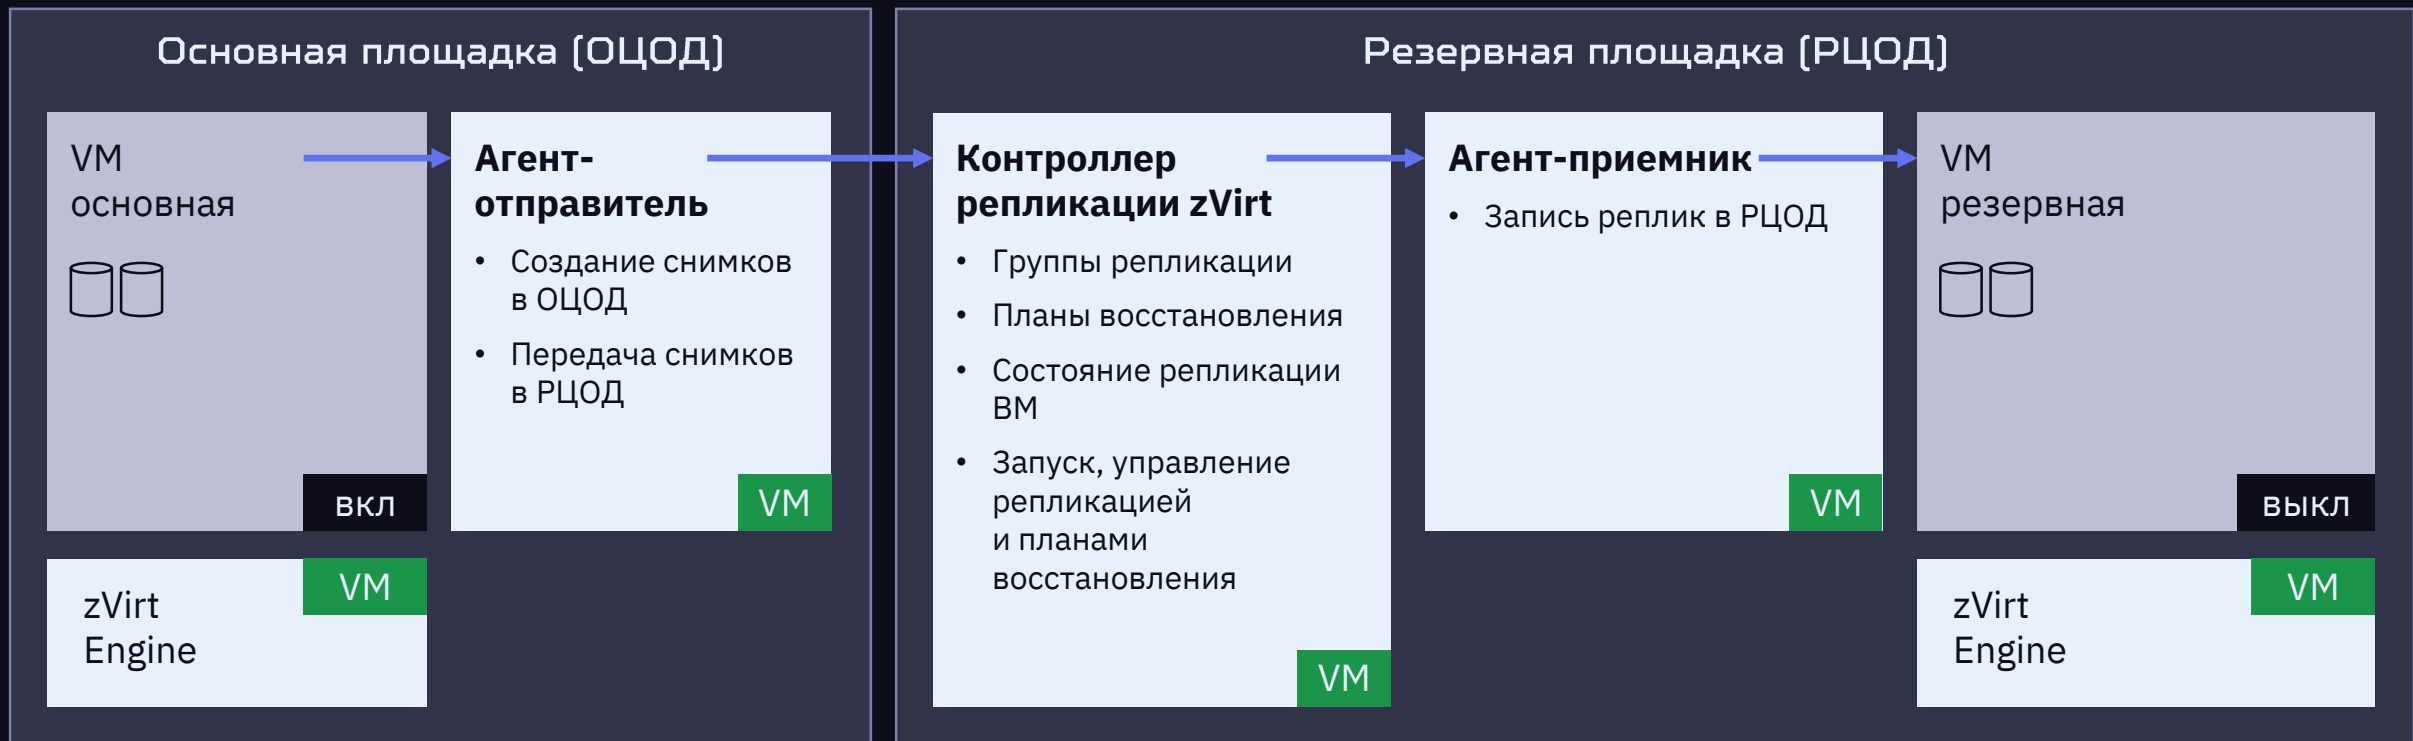 Основная площадка (ОЦОД)
VM
основная
вкл
Агент-
отправитель
• Создание снимков
в ОЦОД
• Передача снимков
в РЦОД
VM
zVirt
Engine
VM
Резервная площадка (РЦОД)
Контроллер
репликации zVirt
• Группы репликации
• Планы восстановления
• Состояние репликации
ВМ
• Запуск, управление
репликацией
и планами
восстановления
VM
Агент-приемник
• Запись реплик в РЦОД
VM
VM
резервная
выкл
zVirt
Engine
VM